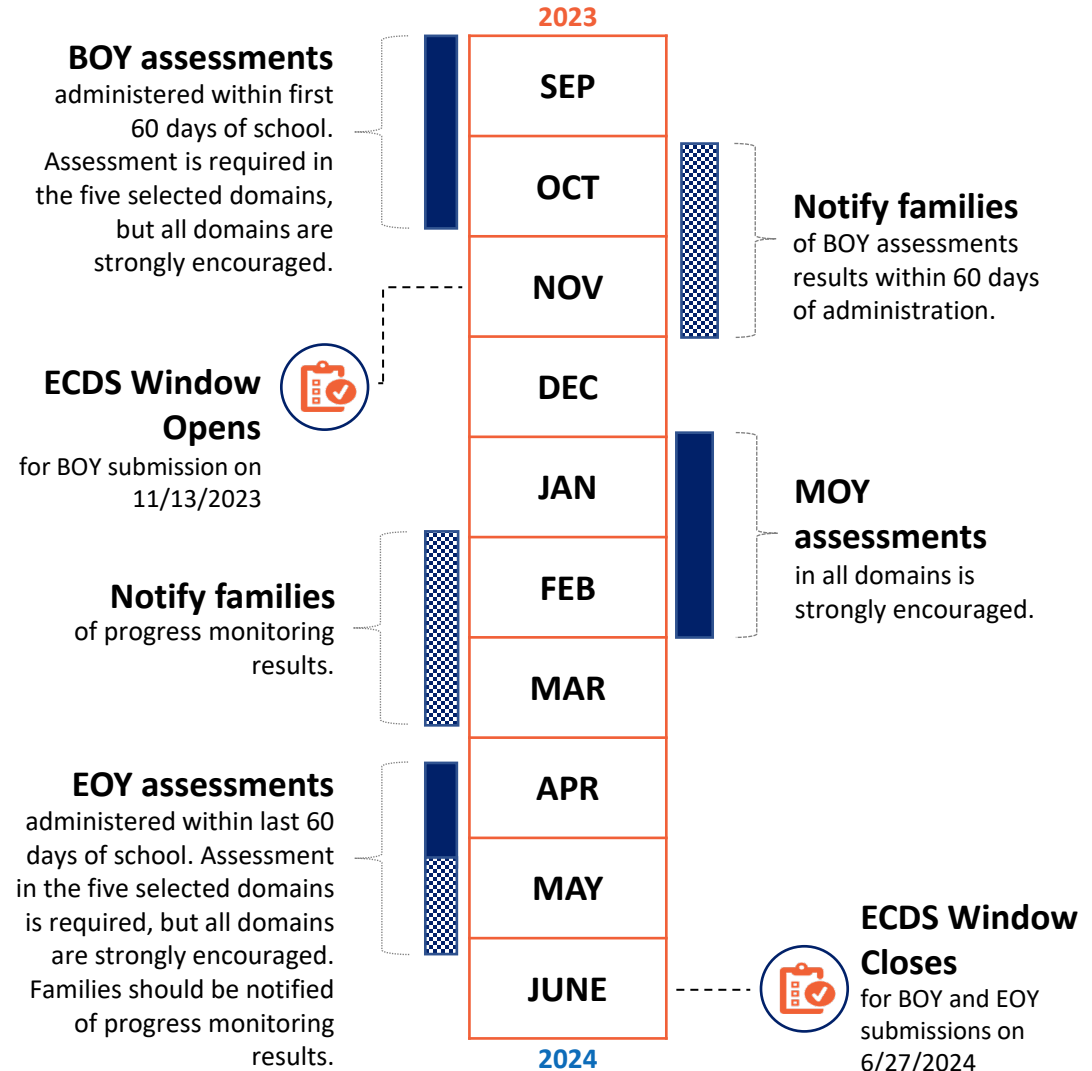 2023
BOY assessments
administered within first
60 days of school.
Assessment is required in
the five selected domains,
but all domains are
strongly encouraged.
SEP
OCT
Notify families
of BOY assessments
results within 60 days
of administration.
NOV
ECDS Window
Opens
for BOY submission on
11/13/2023
DEC
JAN
MOY
assessments
in all domains is
strongly encouraged.
Notify families
of progress monitoring
results.
FEB
MAR
EOY assessments
administered within last 60
days of school. Assessment
in the five selected domains
is required, but all domains
are strongly encouraged.
Families should be notified
of progress monitoring
results.
APR
MAY
JUNE
ECDS Window
Closes
for BOY and EOY
submissions on
6/27/2024
2024